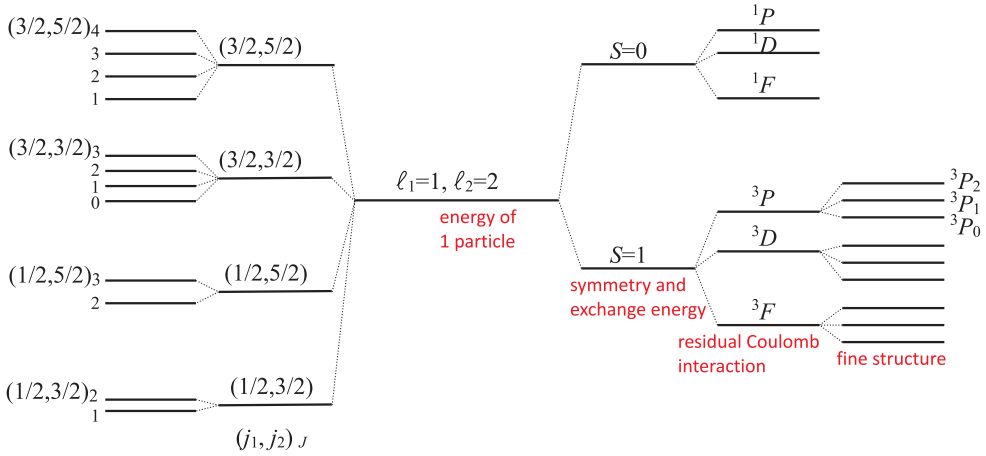 (3/2,5/2)₄
3
2
1
(3/2,5/2)
(3/2,3/2)₃
2
1
0
(3/2,3/2)
(1/2,5/2)₃
2
(1/2,5/2)
(1/2,3/2)₂
1
(1/2,3/2)
(j₁, j₂) J
ℓ₁=1, ℓ₂=2
energy of
1 particle
S=0
S=1
symmetry and
exchange energy
¹P
¹D
¹F
³P
³D
³F
residual Coulomb
interaction
³P₂
³P₁
³P₀
fine structure